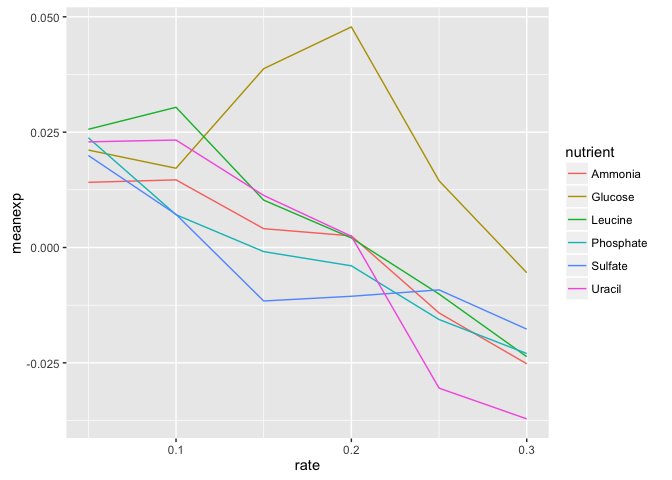 0.050
0.025
0.000
-0.025
meanexp
0.1
0.2
0.3
rate
nutrient
Ammonia
Glucose
Leucine
Phosphate
Sulfate
Uracil